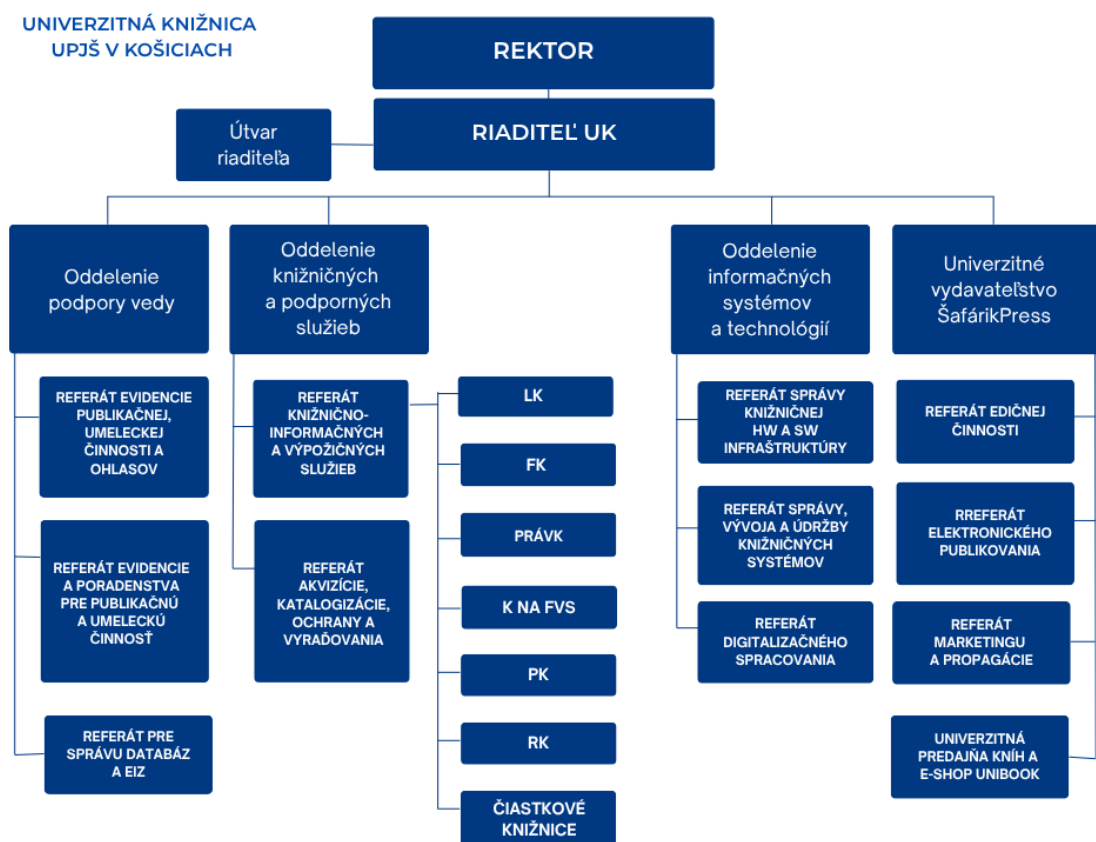 UNIVERZITNÁ KNIŽNICA
UPJŠ V KOŠICIACH
REKTOR
RIADITEĽ UK
Útvar
riaditeľa
Oddelenie
podpory vedy
REFERÁT EVIDENCIE
PUBLIKAČNEJ,
UMELECKEJ
ČINNOSTI A
OHLASOV
REFERÁT EVIDENCIE
A PORADENSTVA
PRE PUBLIKAČNÚ
A UMELECKÚ
ČINNOSŤ
REFERÁT PRE
SPRÁVU DATABÁZ
A EIZ
Oddelenie
knižničných
a podporných
služieb
REFERÁT
KNIŽNIČNO-
INFORMAČNÝCH
A VÝPOŽIČNÝCH
SLUŽIEB
REFERÁT
AKVIZÍCIE,
KATALOGIZÁCIE,
OCHRANY A
VYRAĎOVANIA
LK
FK
PRÁVK
K NA FVS
PK
RK
ČIASTKOVÉ
KNIŽNICE
Oddelenie
informačných
systémov
a technológií
REFERÁT SPRÁVY
KNIŽNIČNEJ
HW A SW
INFRAŠTRUKTÚRY
REFERÁT SPRÁVY,
VÝVOJA A ÚDRŽBY
KNIŽNIČNÝCH
SYSTÉMOV
REFERÁT
DIGITALIZAČNÉHO
SPRACOVANIA
Univerzitné
vydavateľstvo
ŠafárikPress
REFERÁT EDIČNEJ
ČINNOSTI
RREFERÁT
ELEKTRONICKÉHO
PUBLIKOVANIA
REFERÁT
MARKETINGU
A PROPAGÁCIE
UNIVERZITNÁ
PREDAJŇA KNÍH A
E-SHOP UNIBOOK